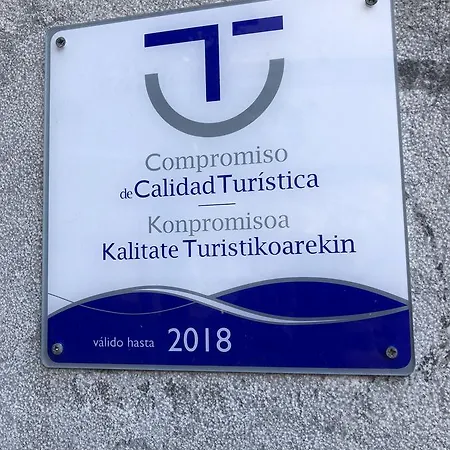 Compromiso
de Calidad Turística
Konpromisoa
Kalitate Turistikoarekin
válido hasta 2018